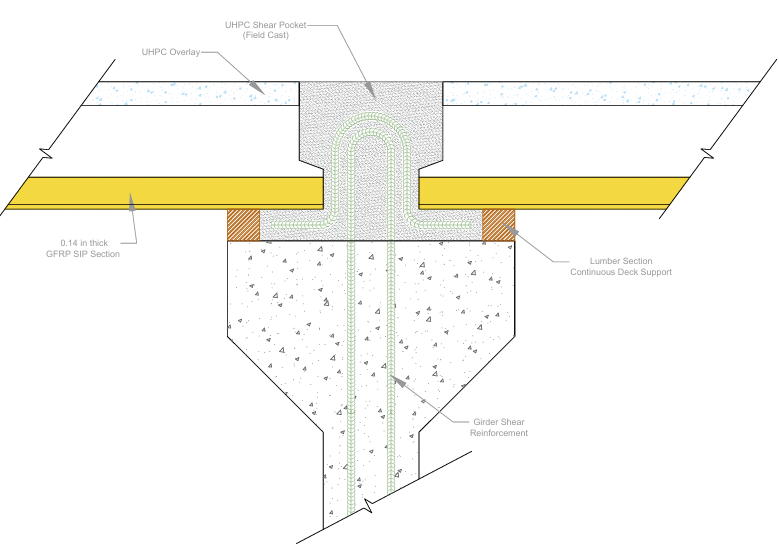 UHPC Shear Pocket
(Field Cast)
UHPC Overlay
0.14 in thick
GFRP SIP Section
Lumber Section
Continuous Deck Support
Girder Shear
Reinforcement